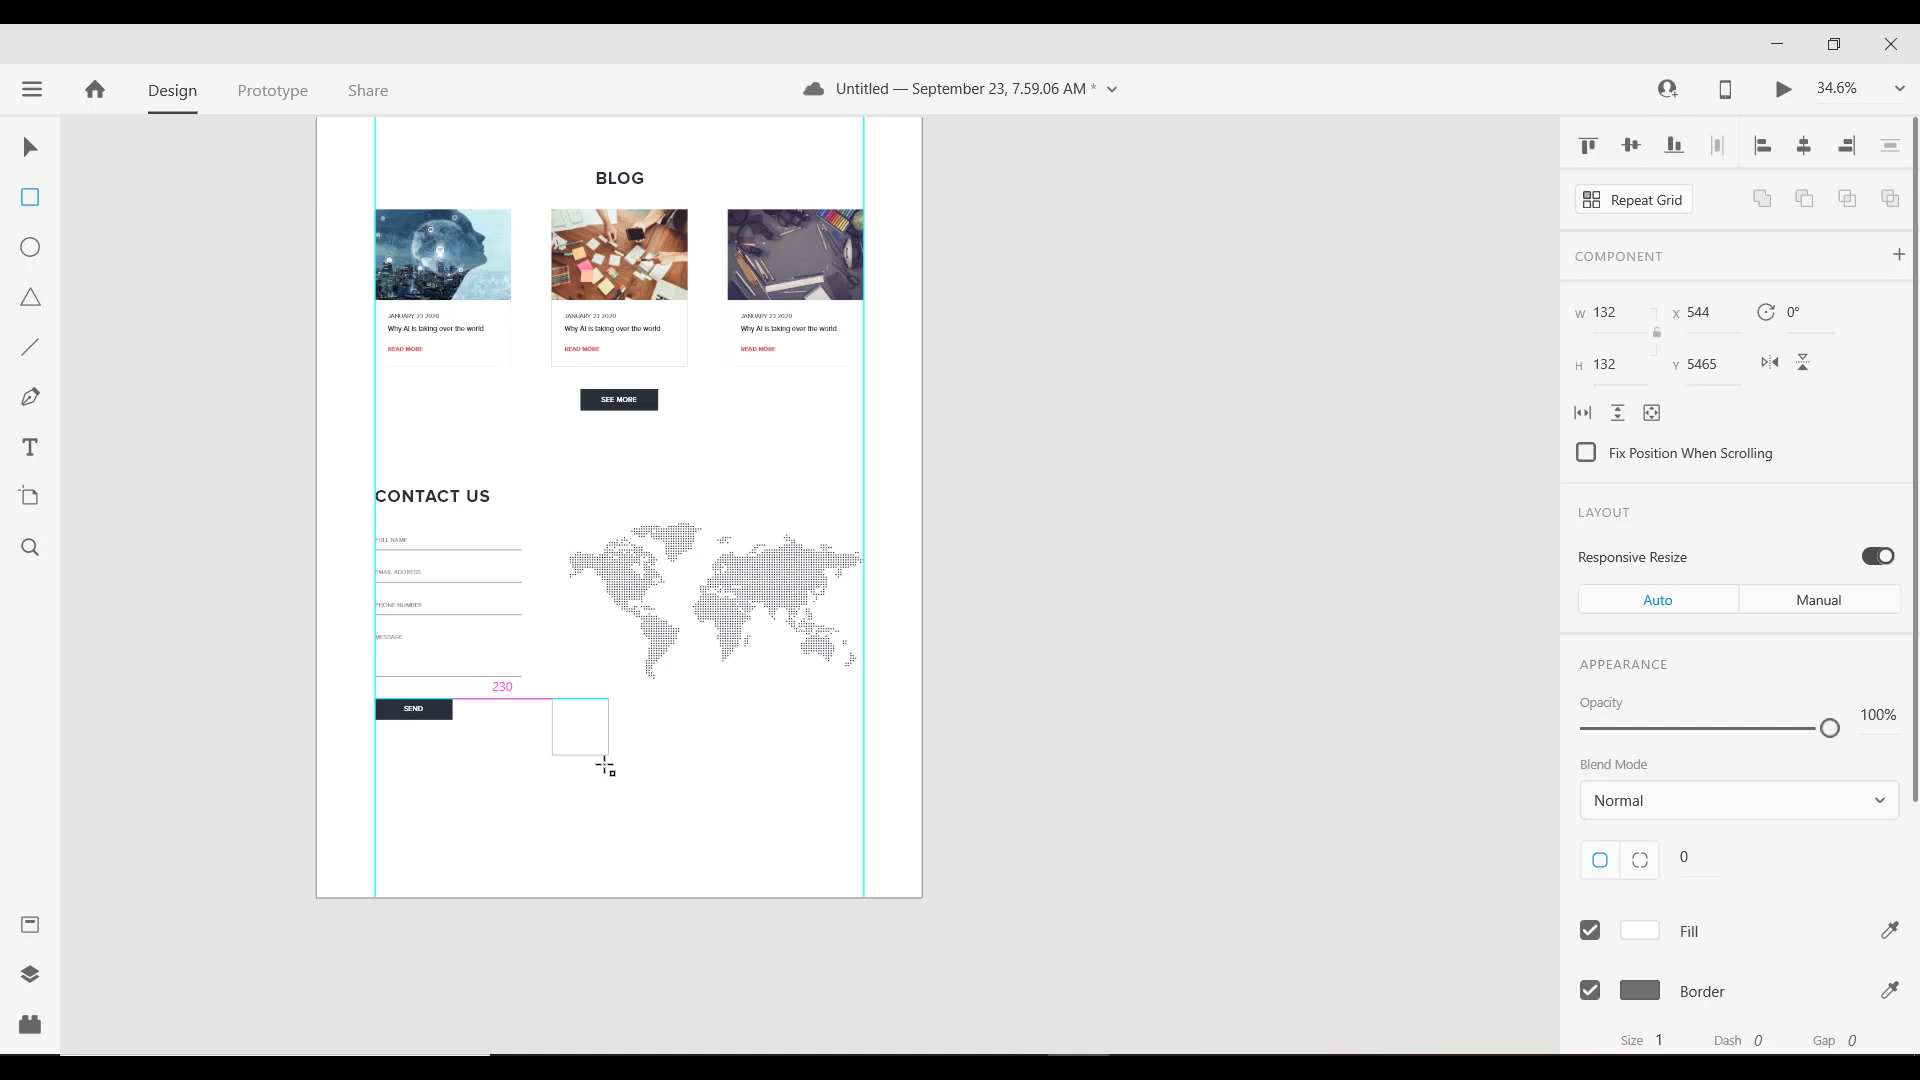 Design
Prototype
Share
Untitled — September 23, 7.59.06 AM *
34.6%
BLOG
JANUARY 23 2020
Why AI is taking over the world
READ MORE
JANUARY 23 2020
Why AI is taking over the world
READ MORE
JANUARY 23 2020
Why AI is taking over the world
READ MORE
SEE MORE
CONTACT US
FULL NAME
EMAIL ADDRESS
PHONE NUMBER
MESSAGE
230
SEND
Repeat Grid
COMPONENT
W 132 X 544 0°
H 132 Y 5465
Fix Position When Scrolling
LAYOUT
Responsive Resize
Auto Manual
APPEARANCE
Opacity
100%
Blend Mode
Normal
0
Fill
Border
Size 1 Dash 0 Gap 0